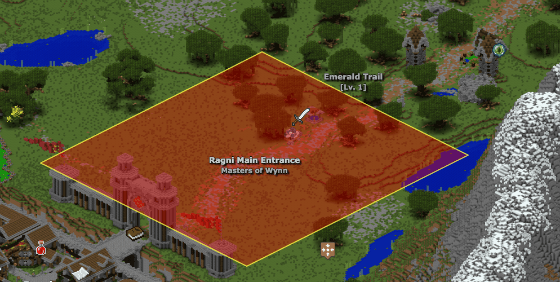 Emerald Trail
[Lv. 1]
Ragni Main Entrance
Masters of Wynn